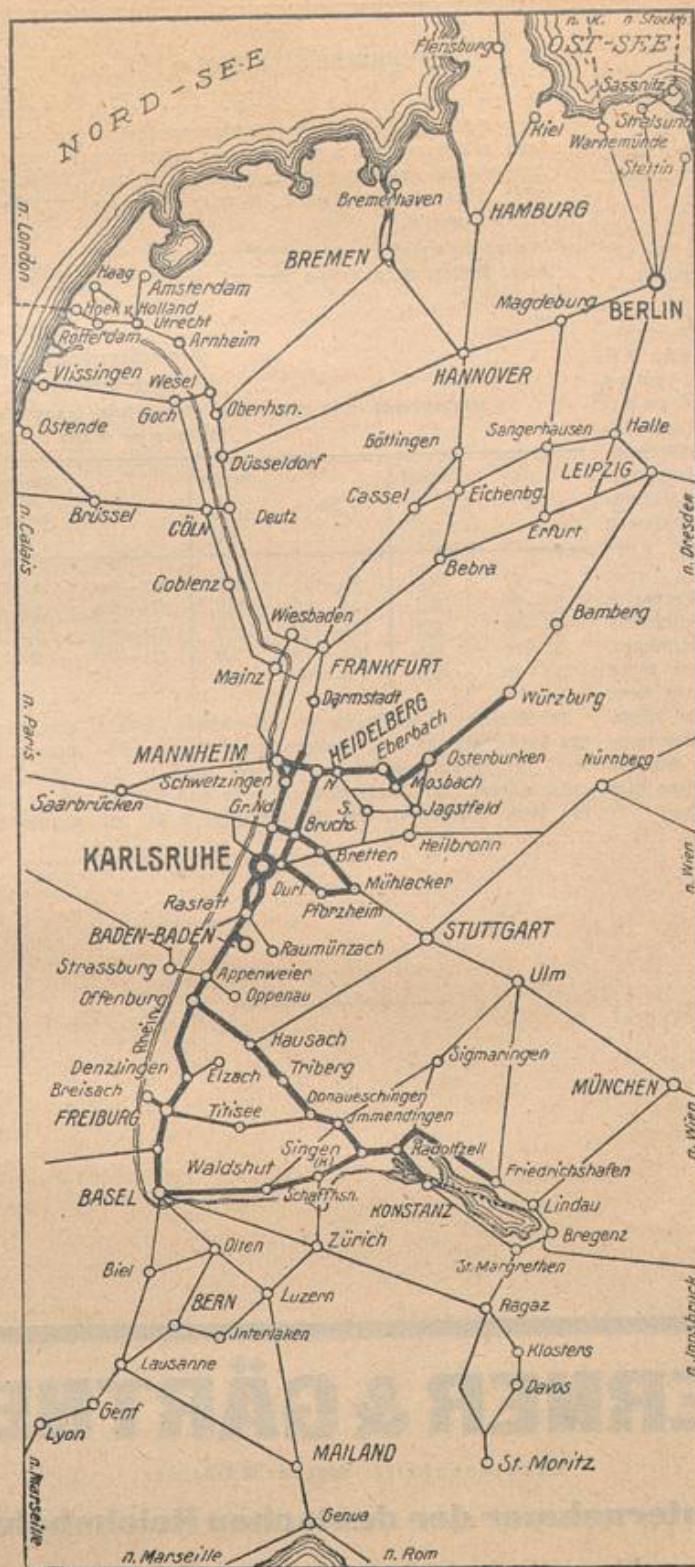 n. Stock
OST-SEE
Flensburg
NORD-SEE
Sassnitz
Kiel
Stralsund
Warnemünde
Stettin
Bremerhaven
HAMBURG
BREMEN
n. London
Haag
Amsterdam
Hoek v. Holland
Utrecht
Rotterdam
Arnheim
Magdeburg
BERLIN
HANNOVER
Vlissingen
Wesel
Goch
Oberhsn.
Ostende
Düsseldorf
Göttingen
Sangerhausen
Halle
LEIPZIG
Brüssel
CÖLN
Deutz
Cassel
Eichenbg.
Erfurt
n. Dresden
n. Calais
Coblenz
Bebra
Bamberg
Wiesbaden
Mainz
FRANKFURT
Darmstadt
Würzburg
n. Paris
MANNHEIM
HEIDELBERG
Eberbach
Osterburken
Nürnberg
Schwetzingen
N
Mosbach
Saarbrücken
Gr.Nd.
S.
Jagstfeld
Bruchs.
Heilbronn
KARLSRUHE
Bretten
n. Wien
Durl.
Mühlacker
Pforzheim
Rastatt
BADEN-BADEN
Raumünzach
STUTTGART
Strassburg
Appenweier
Oppenau
Ulm
Offenburg
Rhein
Hausach
Denzlingen
Elzach
Triberg
Sigmaringen
Breisach
Donaueschingen
MÜNCHEN
FREIBURG
Titisee
Immendingen
n. Wien
Singen
(H)
Radolfzell
Waldshut
Friedrichshafen
BASEL
Schaffhsn.
KONSTANZ
Lindau
Bregenz
Olten
Zürich
St. Margrethen
Biel
BERN
Luzern
Ragaz
n. Innsbruck
Interlaken
Klosters
Lausanne
Davos
Genf
Lyon
MAILAND
St. Moritz
n. Marseille
Genua
n. Marseille
n. Rom